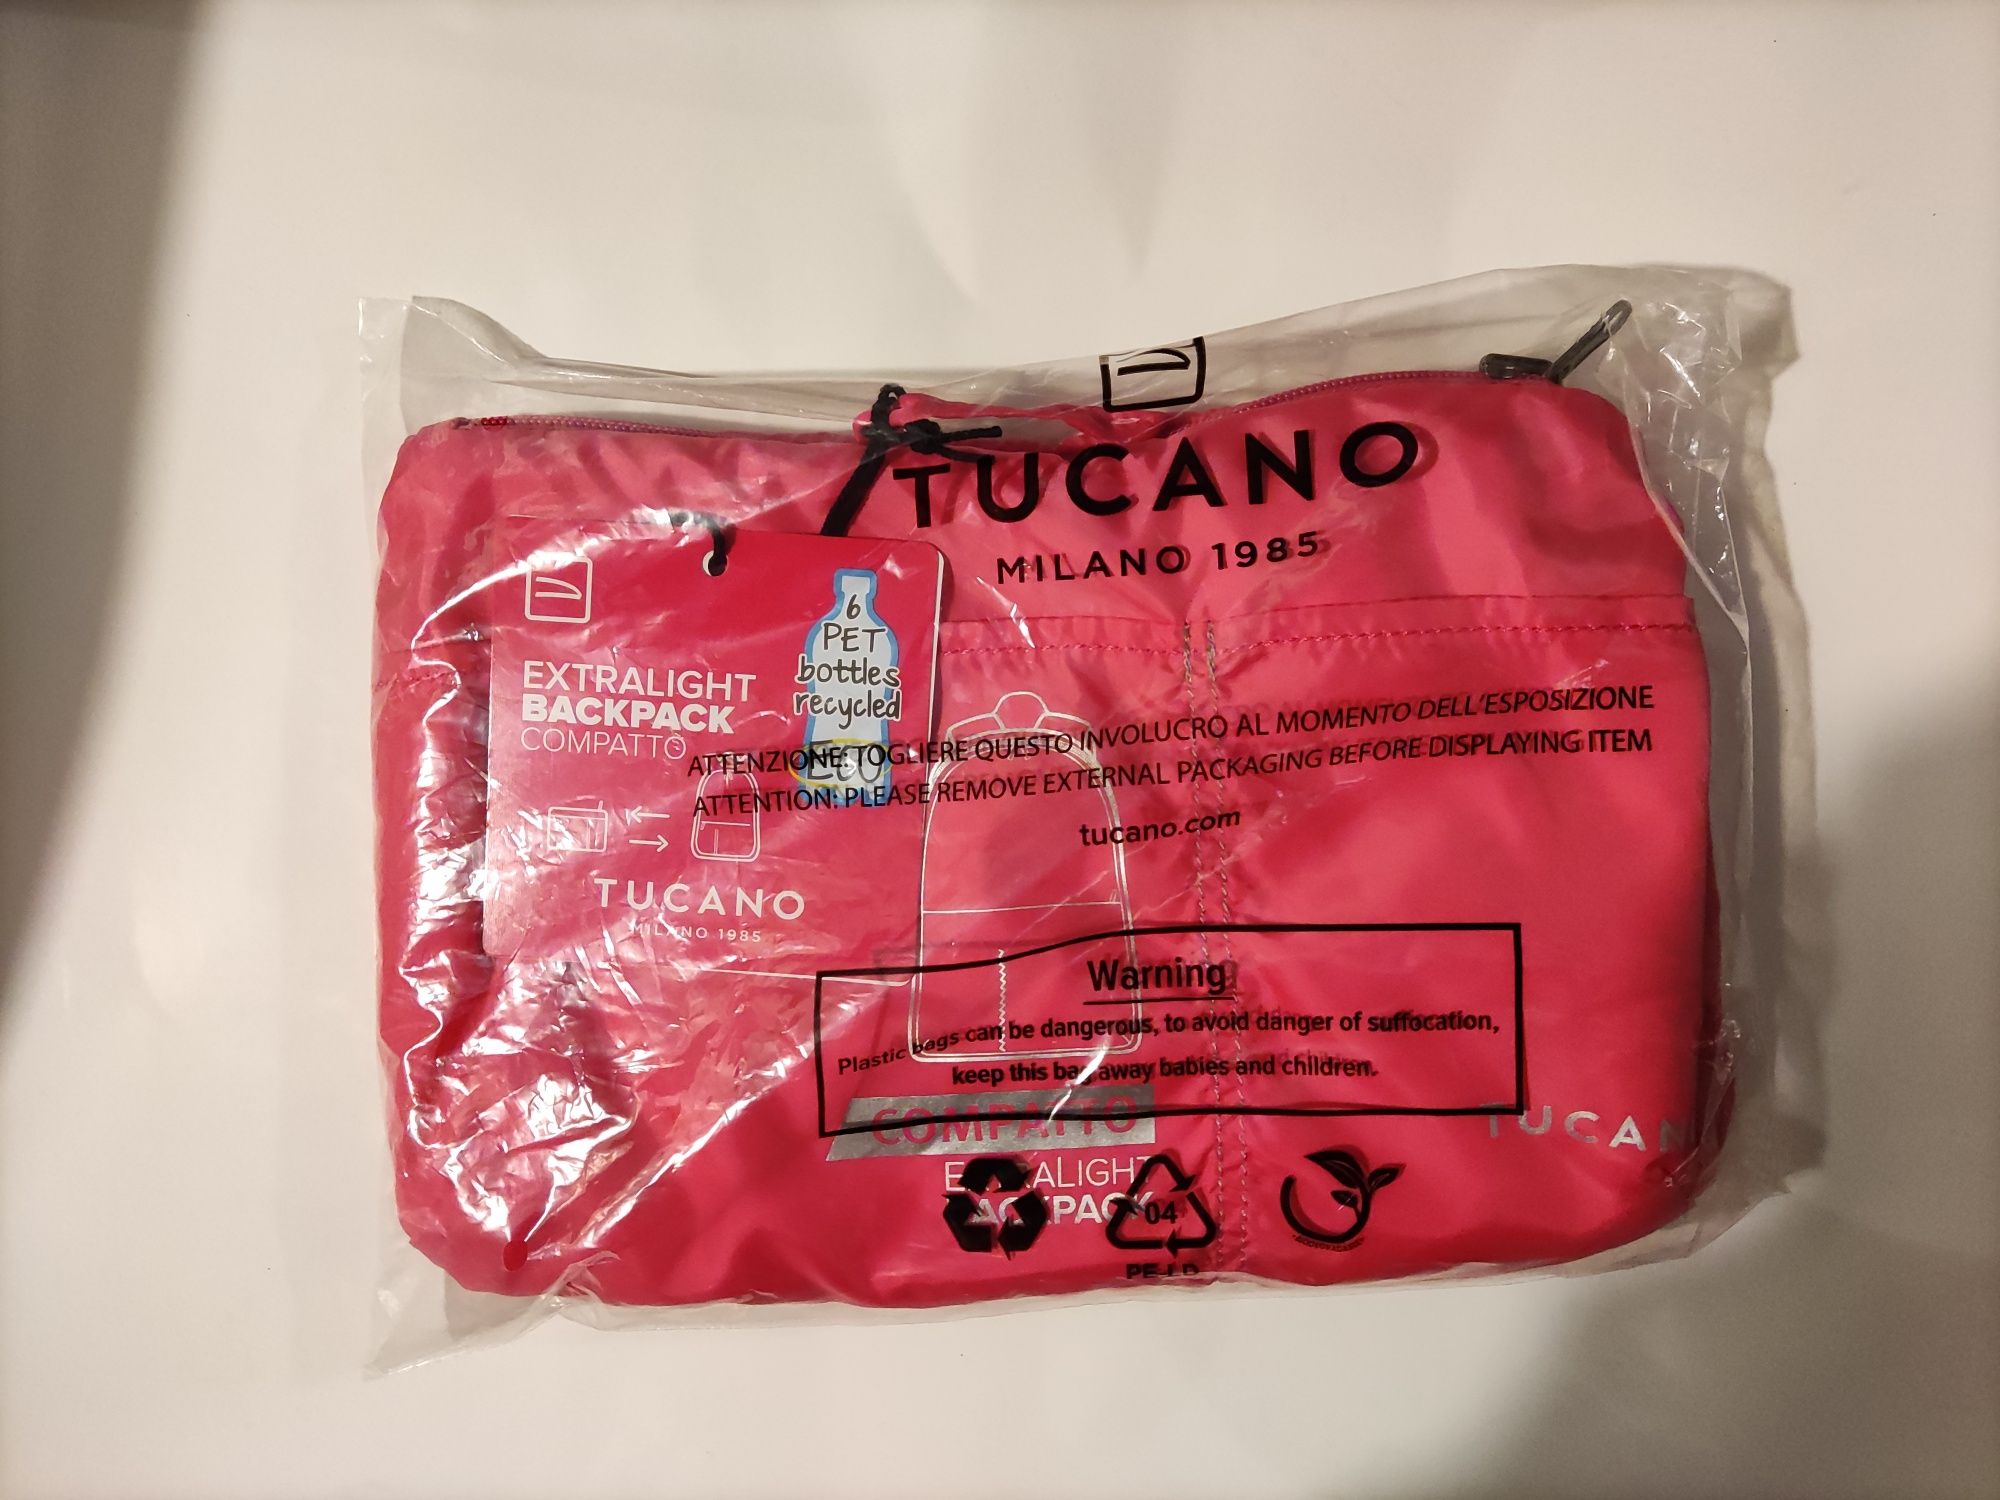 TUCANO
MILANO 1985
6
PET
bottles
recycled
ECO
EXTRALIGHT
BACKPACK
COMPATTO
TUCANO
MILANO 1985
ATTENZIONE: TOGLIERE QUESTO INVOLUCRO AL MOMENTO DELL'ESPOSIZIONE
ATTENTION: PLEASE REMOVE EXTERNAL PACKAGING BEFORE DISPLAYING ITEM
tucano.com
Warning
Plastic bags can be dangerous, to avoid danger of suffocation,
keep this bag away babies and children.
COMPATTO
EXTRALIGHT
BACKPACK
TUCAN
04
PE-LD